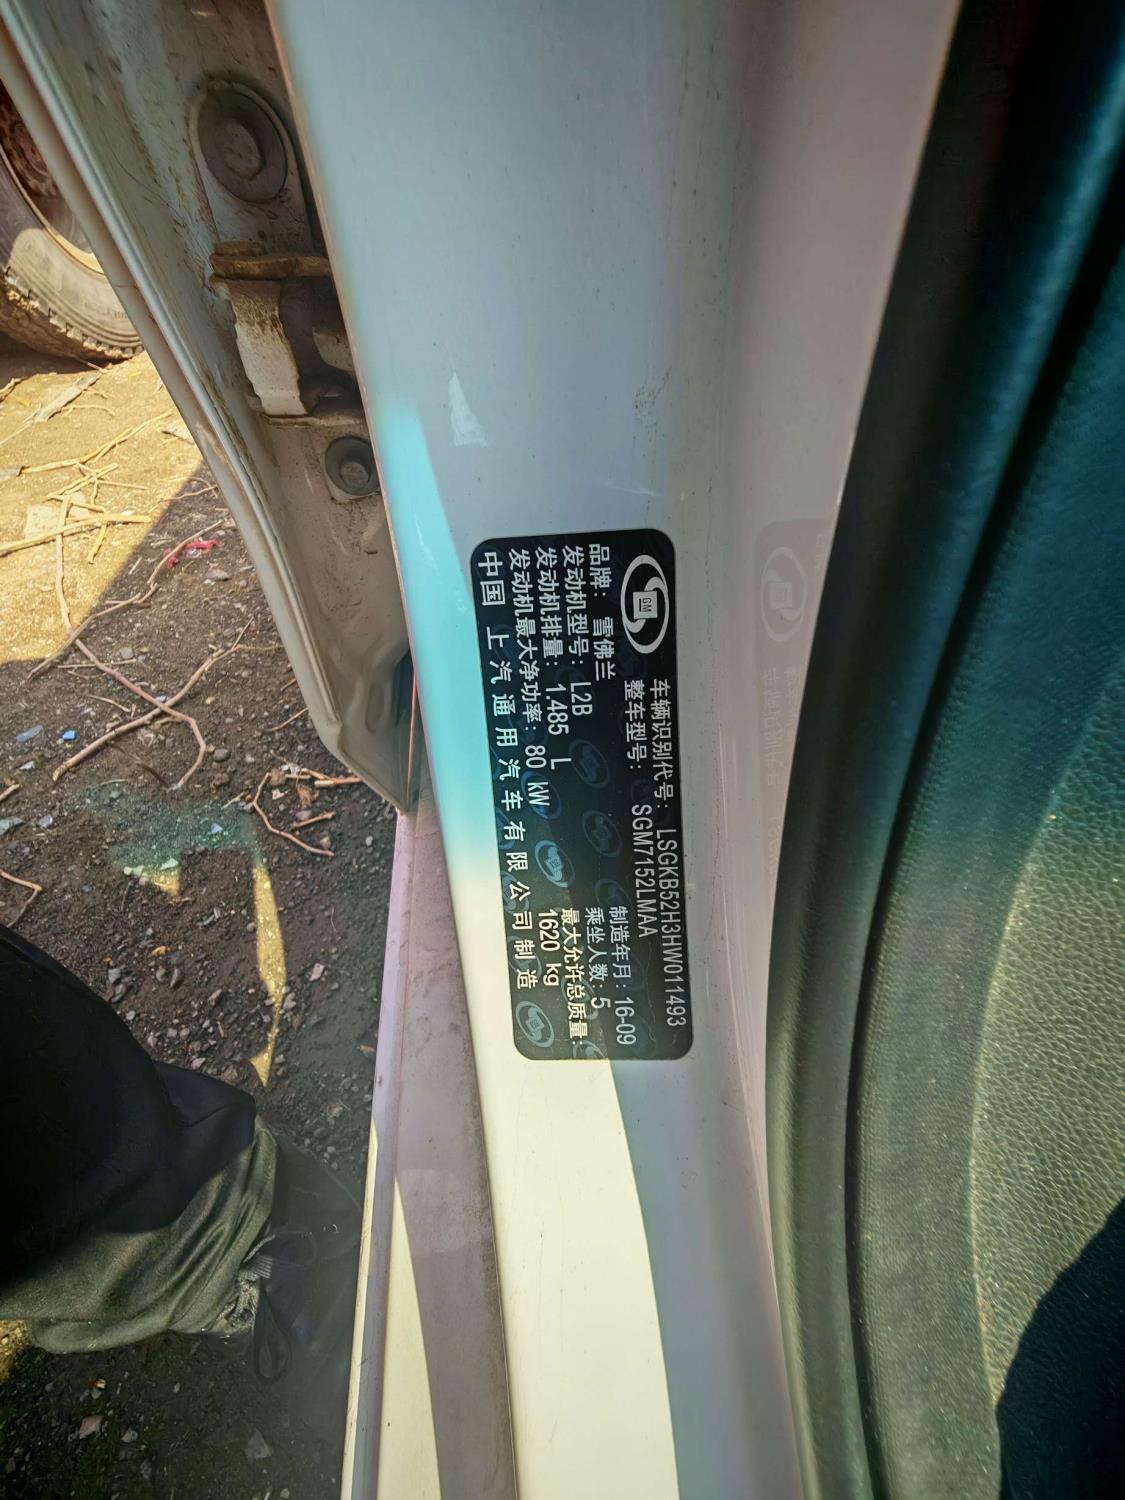 GM
车辆识别代号: LSGKB52H3HW011493
整车型号: SGM7152LMAA
品牌: 雪佛兰
制造年月: 16-09
发动机型号: L2B
乘坐人数: 5
发动机排量: 1.485 L
最大允许总质量:
发动机最大净功率: 80 kW
1620 kg
中国 上汽通用汽车有限公司制造